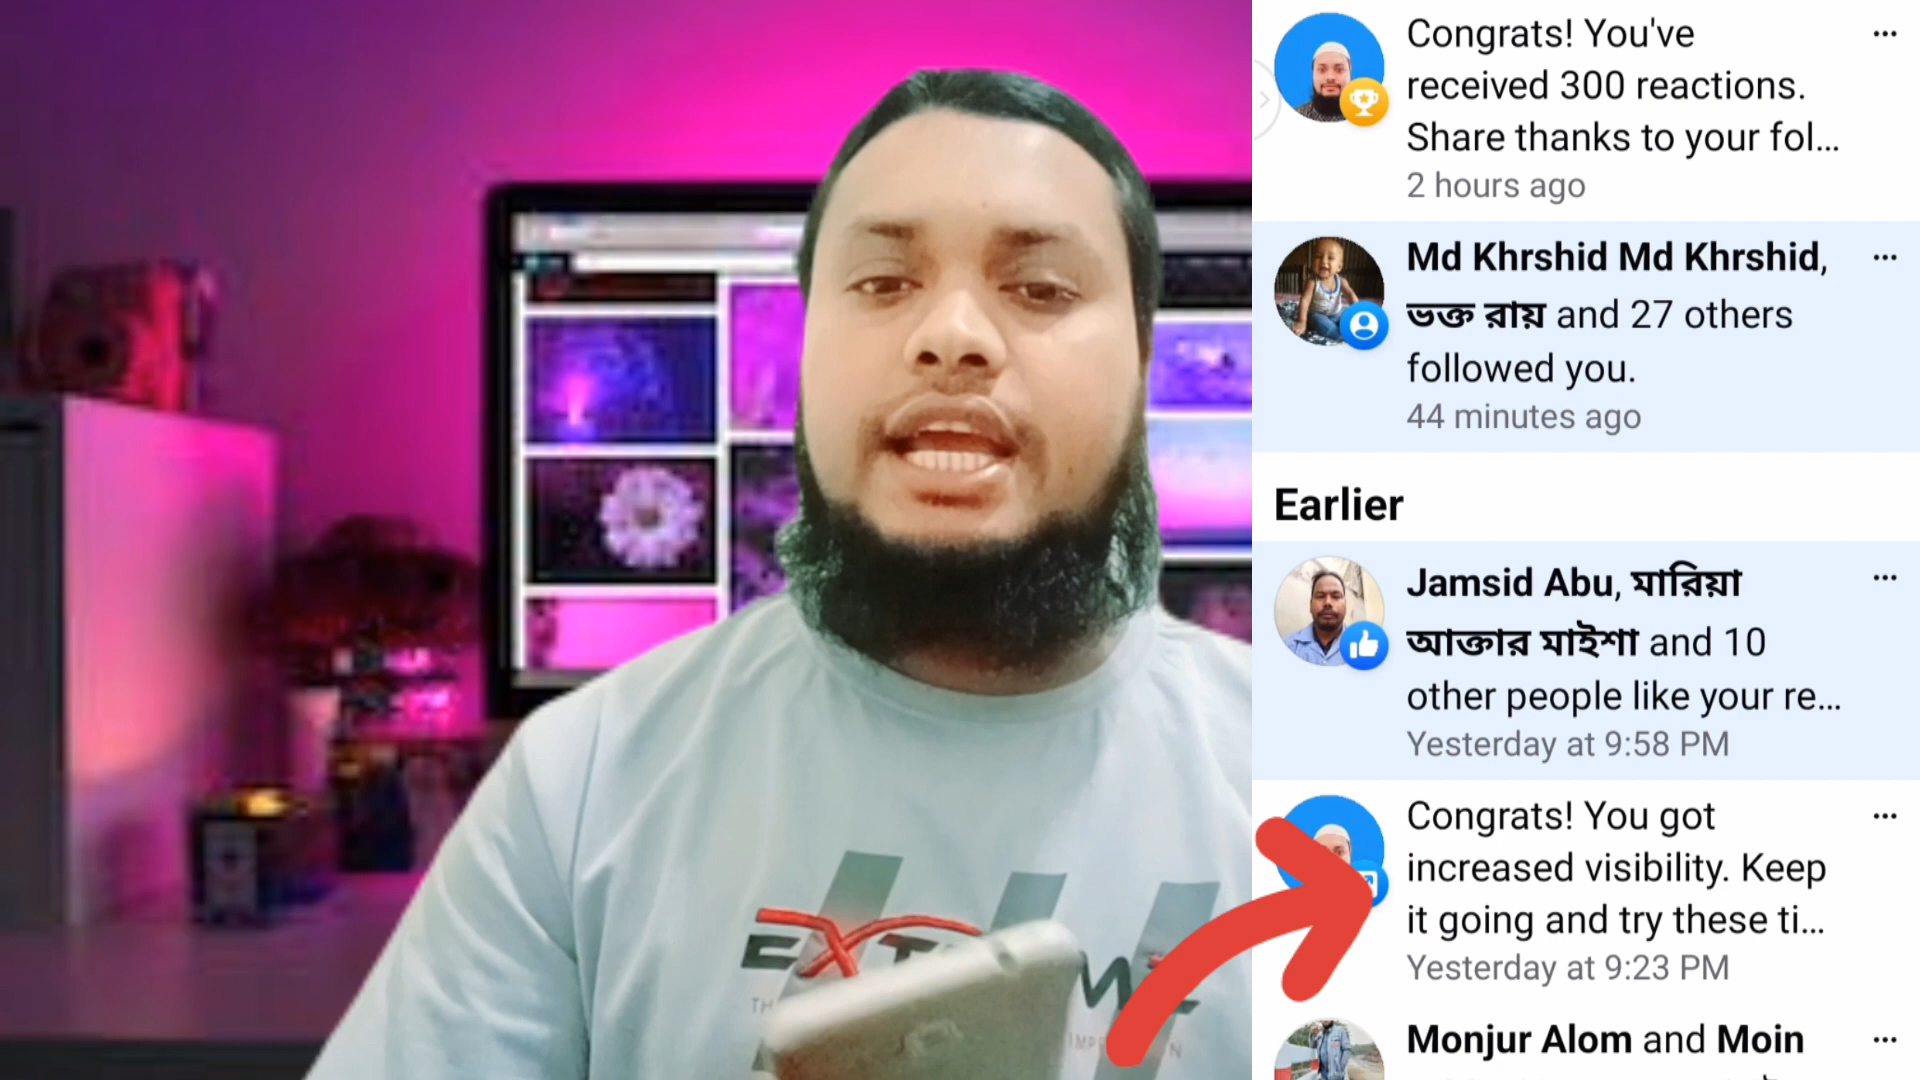 Congrats! You've
received 300 reactions.
Share thanks to your fol...
2 hours ago
Md Khrshid Md Khrshid,
ভক্ত রায় and 27 others
followed you.
44 minutes ago
Earlier
Jamsid Abu, মারিয়া
আক্তার মাইশা and 10
other people like your re...
Yesterday at 9:58 PM
Congrats! You got
increased visibility. Keep
it going and try these ti...
Yesterday at 9:23 PM
Monjur Alom and Moin